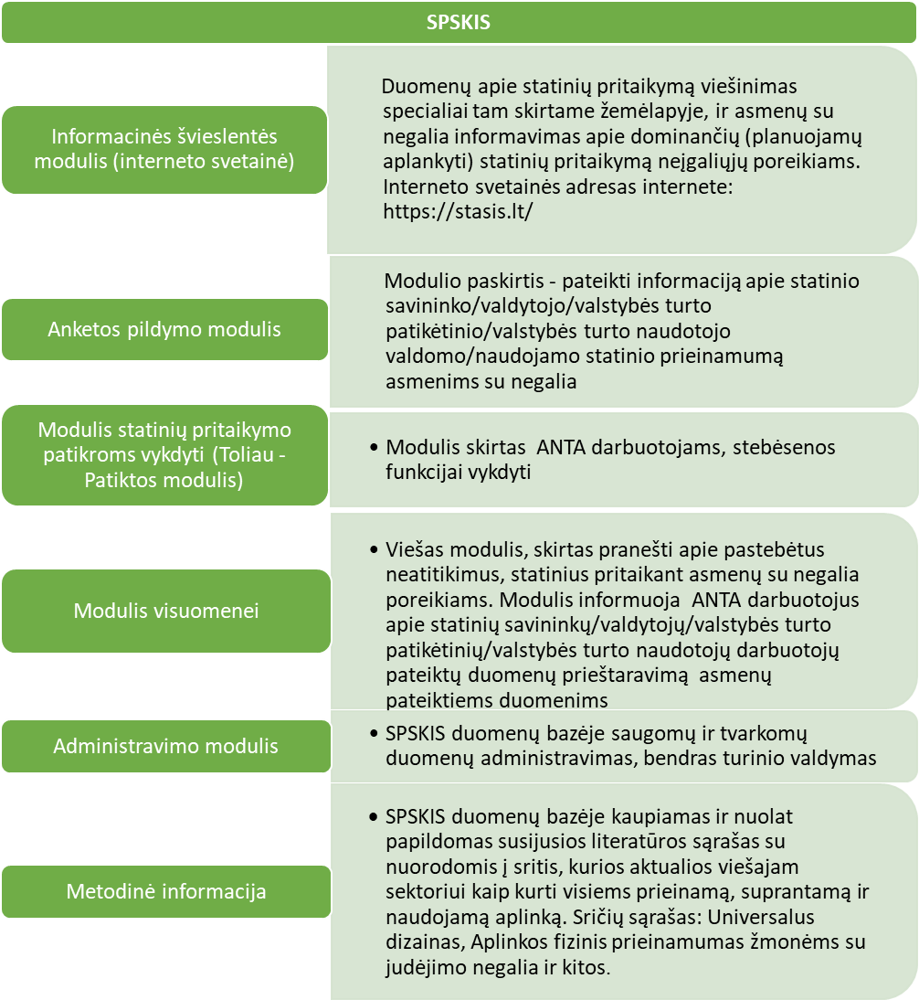 SPSKIS
Informacinės švieslentės
modulis (interneto svetainė)
Duomenų apie statinių pritaikymą viešinimas
specialiai tam skirtame žemėlapyje, ir asmenų su
negalia informavimas apie dominančių (planuojamų
aplankyti) statinių pritaikymą neįgaliųjų poreikiams.
Interneto svetainės adresas internete:
https://stasis.lt/
Anketos pildymo modulis
Modulio paskirtis - pateikti informaciją apie statinio
savininko/valdytojo/valstybės turto
patikėtinio/valstybės turto naudotojo
valdomo/naudojamo statinio prieinamumą
asmenims su negalia
Modulis statinių pritaikymo
patikroms vykdyti (Toliau -
Patiktos modulis)
• Modulis skirtas  ANTA darbuotojams, stebėsenos
funkcijai vykdyti
Modulis visuomenei
• Viešas modulis, skirtas pranešti apie pastebėtus
neatitikimus, statinius pritaikant asmenų su negalia
poreikiams. Modulis informuoja  ANTA darbuotojus
apie statinių savininkų/valdytojų/valstybės turto
patikėtinių/valstybės turto naudotojų darbuotojų
pateiktų duomenų prieštaravimą  asmenų
pateiktiems duomenims
Administravimo modulis
• SPSKIS duomenų bazėje saugomų ir tvarkomų
duomenų administravimas, bendras turinio valdymas
Metodinė informacija
• SPSKIS duomenų bazėje kaupiamas ir nuolat
papildomas susijusios literatūros sąrašas su
nuorodomis į sritis, kurios aktualios viešajam
sektoriui kaip kurti visiems prieinamą, suprantamą ir
naudojamą aplinką. Sričių sąrašas: Universalus
dizainas, Aplinkos fizinis prieinamumas žmonėms su
judėjimo negalia ir kitos.